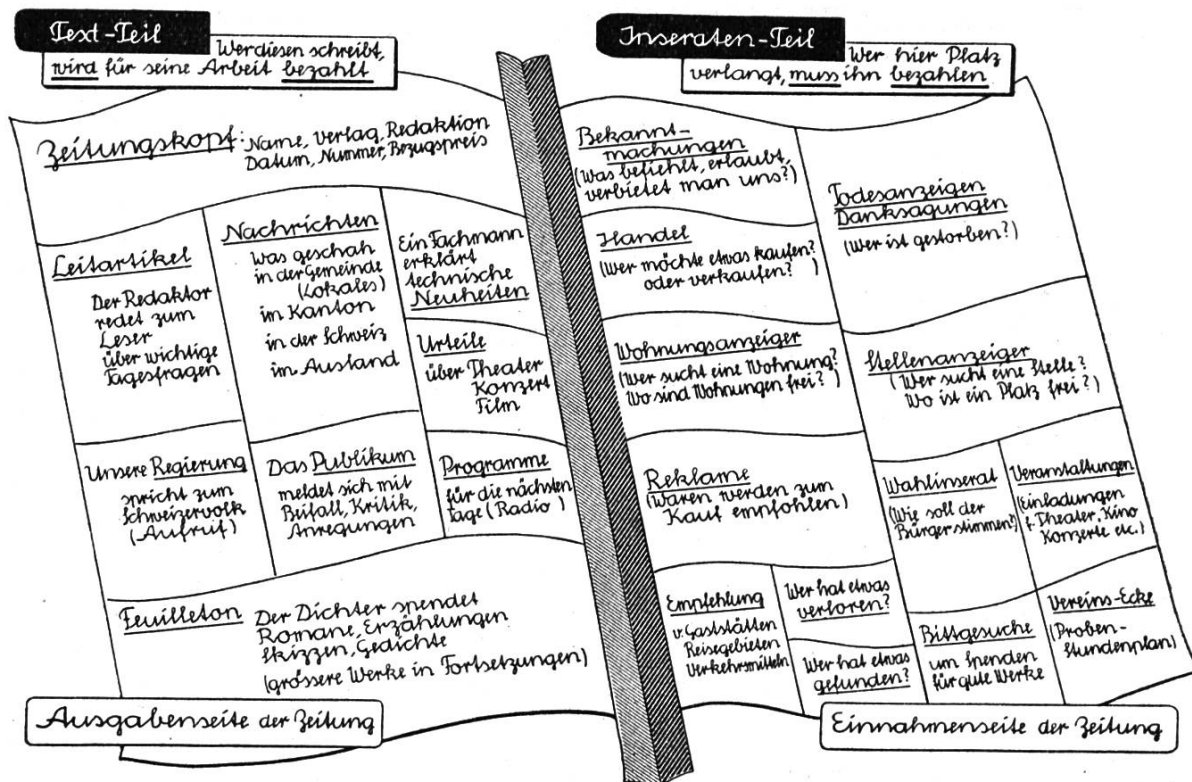 Text-Teil
Wer diesen schreibt,
wird für seine Arbeit bezahlt
Zeitungskopf: Name, Verlag, Redaktion
Datum, Nummer, Bezugspreis
Leitartikel
Der Redaktor
redet zum
Leser
über wichtige
Tagesfragen
Nachrichten
Was geschah
in der Gemeinde
(Lokales)
im Kanton
in der Schweiz
im Ausland
Ein Fachmann
erklärt
technische
Neuheiten
Urteile
über Theater
Konzert
Film
Unsere Regierung
spricht zum
Schweizervolk
(Aufruf)
Das Publikum
meldet sich mit
Beifall, Kritik,
Anregungen
Programme
für die nächsten
Tage (Radio)
Feuilleton
Der Dichter spendet
Romane, Erzählungen
Skizzen, Gedichte
(grössere Werke in Fortsetzungen)
Ausgabenseite der Zeitung
Inseraten-Teil
Wer hier Platz
verlangt, muss ihn bezahlen
Bekannt-
machungen
(Was befiehlt, erlaubt,
verbietet man uns?)
Todesanzeigen
Danksagungen
(Wer ist gestorben?)
Handel
(Wer möchte etwas kaufen?
oder verkaufen? )
Wohnungsanzeiger
(Wer sucht eine Wohnung?
Wo sind Wohnungen frei?)
Stellenanzeiger
(Wer sucht eine Stelle?
Wo ist ein Platz frei?)
Reklame
(Waren werden zum
Kauf empfohlen)
Wahlinserat
(Wie soll der
Bürger stimmen?)
Veranstaltungen
(Einladungen
f. Theater, Kino
Konzerte etc.)
Empfehlung
v. Gaststätten
Reisegebieten
Verkehrsmitteln
Wer hat etwas
verloren?
Wer hat etwas
gefunden?
Bittgesuche
um Spenden
für gute Werke
Vereins-Ecke
(Proben-
Stundenplan)
Einnahmenseite der Zeitung